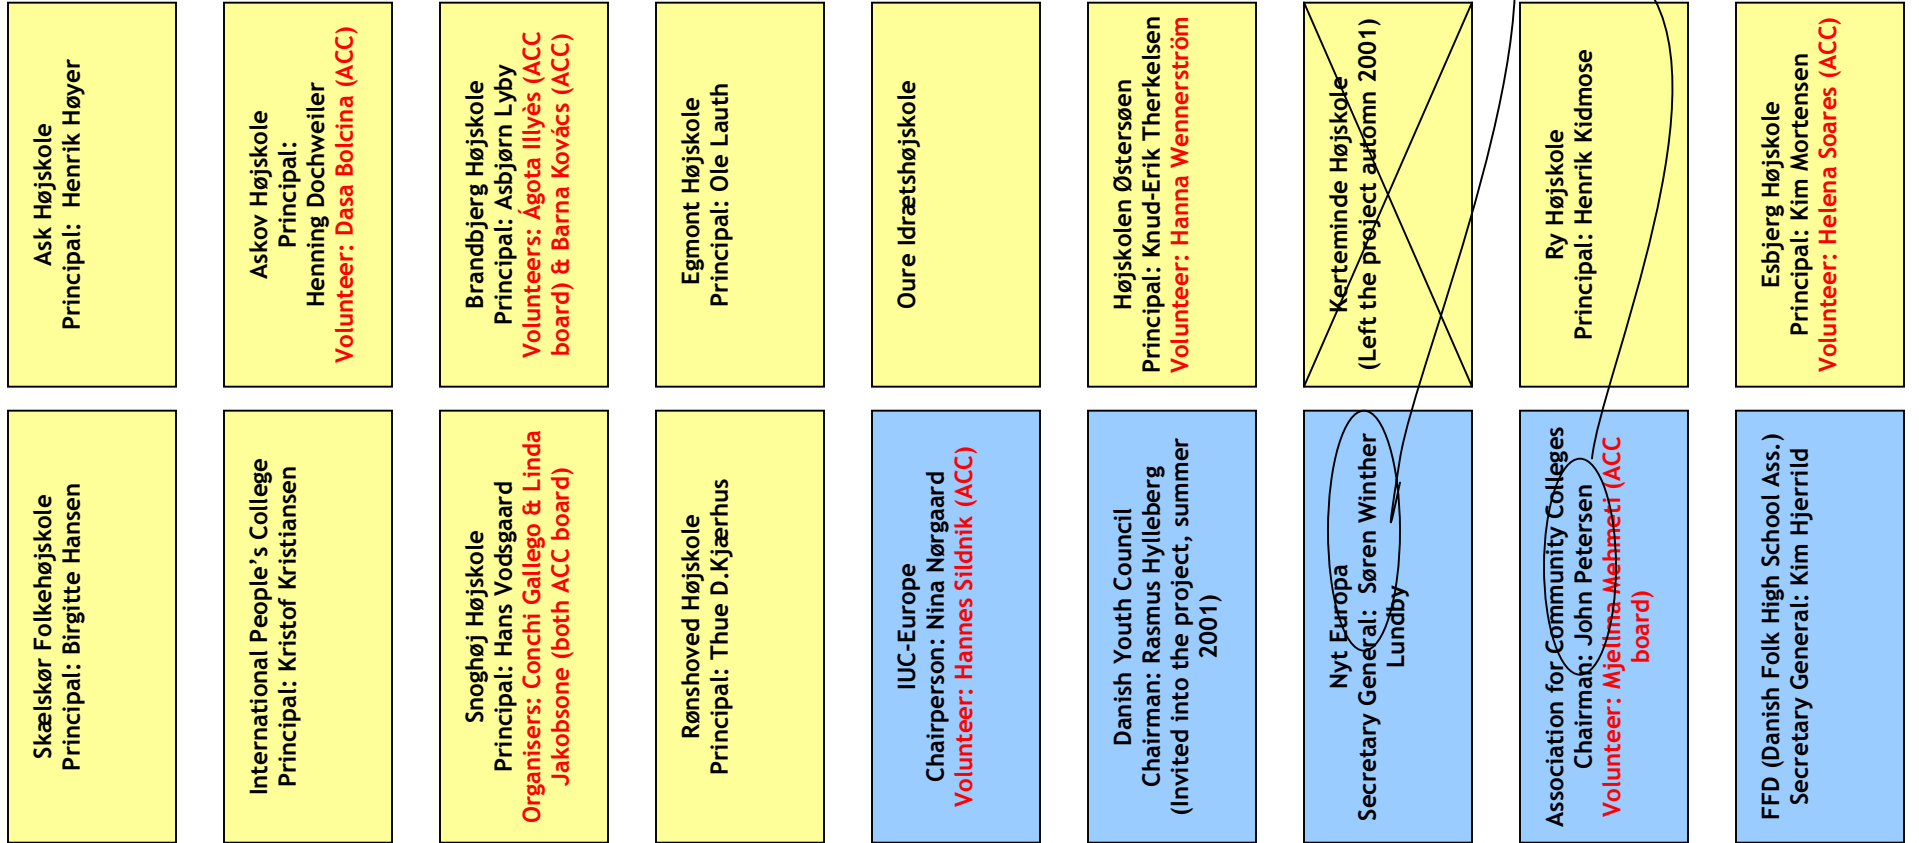 Ask Højskole
Principal: Henrik Høyer
Askov Højskole
Principal:
Henning Dochweiler
Volunteer: Dasa Bolcina (ACC)
Brandbjerg Højskole
Principal: Asbjørn Lyby
Volunteers: Ágota Illyès (ACC
board) & Barna Kovács (ACC)
Egmont Højskole
Principal: Ole Lauth
Oure Idrætshøjskole
Højskolen Østersøen
Principal: Knud-Erik Therkelsen
Volunteer: Hanna Wennerström
Kerteminde Højskole
(Left the project automn 2001)
Ry Højskole
Principal: Henrik Kidmose
Esbjerg Højskole
Principal: Kim Mortensen
Volunteer: Helena Soares (ACC)
Skælskør Folkehøjskole
Principal: Birgitte Hansen
International People's College
Principal: Kristof Kristiansen
Snoghøj Højskole
Principal: Hans Vodsgaard
Organisers: Conchi Gallego & Linda
Jakobsone (both ACC board)
Rønshoved Højskole
Principal: Thue D.Kjærhus
IUC-Europe
Chairperson: Nina Nørgaard
Volunteer: Hannes Sildnik (ACC)
Danish Youth Council
Chairman: Rasmus Hylleberg
(Invited into the project, summer
2001)
Nyt Europa
Secretary General: Søren Winther
Lundby
Association for Community Colleges
Chairman: John Petersen
Volunteer: Mjellma Mehmeti (ACC
board)
FFD (Danish Folk High School Ass.)
Secretary General: Kim Hjerrild